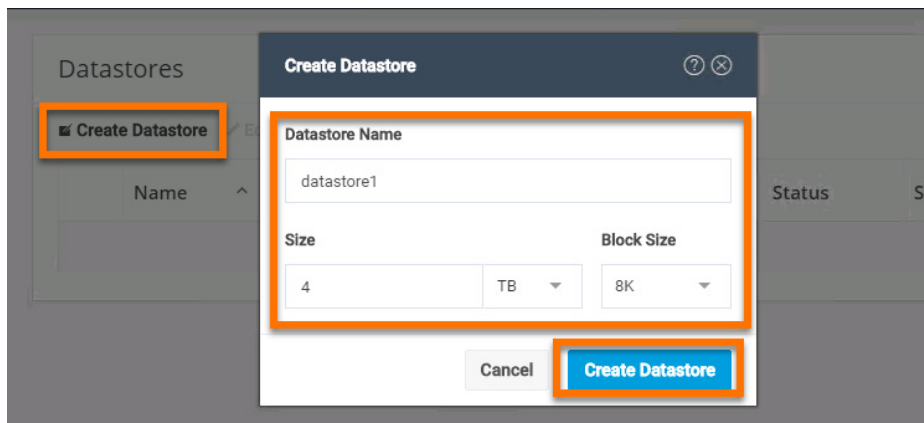 Datastores
Create Datastore
Name
Status
Create Datastore
Datastore Name
datastore1
Size
Block Size
4
TB
8K
Cancel
Create Datastore